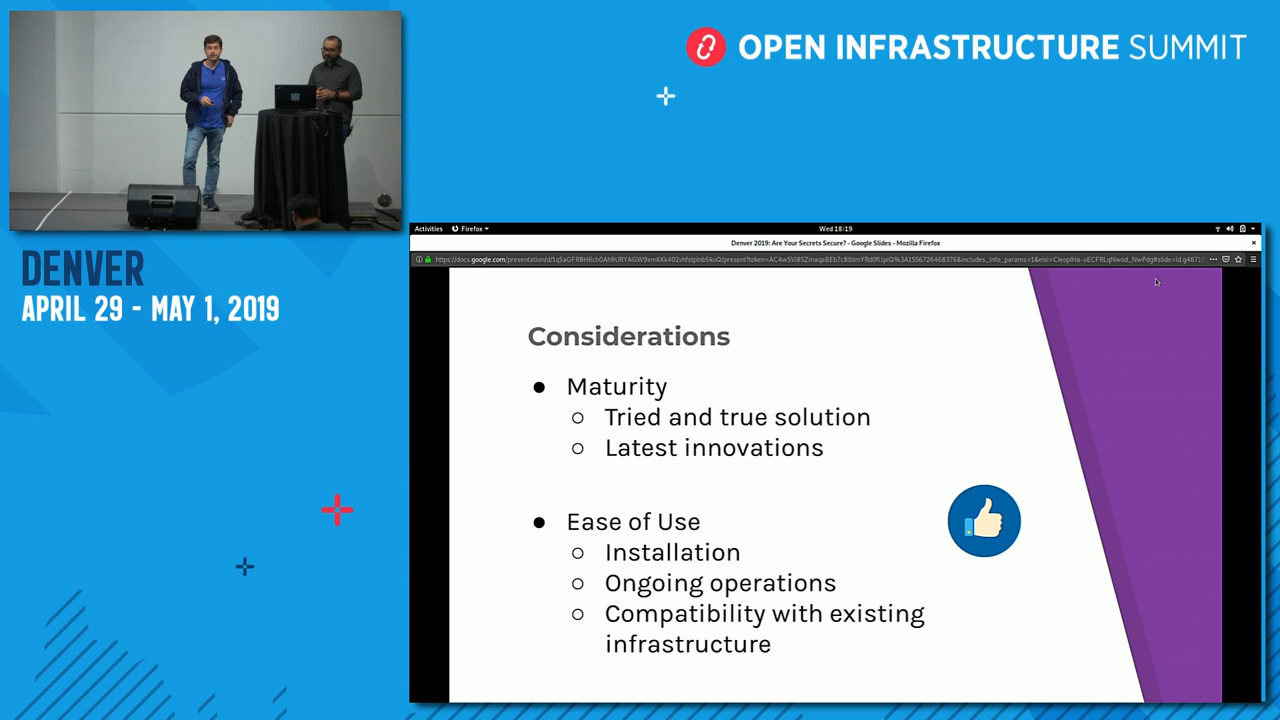 OPEN INFRASTRUCTURE SUMMIT
DENVER
APRIL 29 - MAY 1, 2019
Activities
Firefox
Wed 18:19
Denver 2019: Are Your Secrets Secure? - Google Slides - Mozilla Firefox
Considerations
● Maturity
○ Tried and true solution
○ Latest innovations
● Ease of Use
○ Installation
○ Ongoing operations
○ Compatibility with existing
infrastructure